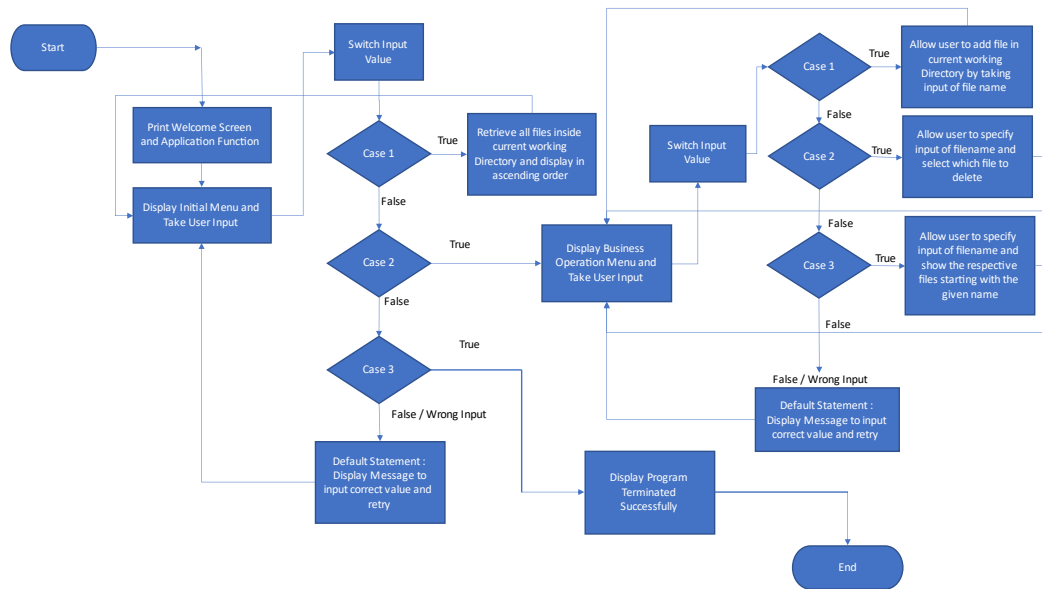 Start
Print Welcome Screen
and Application Function
Display Initial Menu and
Take User Input
Switch Input
Value
Case 1
True
Retrieve all files inside
current working
Directory and display in
ascending order
False
Case 2
True
False
Case 3
True
False / Wrong Input
Default Statement :
Display Message to
input correct value and
retry
Display Business
Operation Menu and
Take User Input
Switch Input
Value
Case 1
True
Allow user to add file in
current working
Directory by taking
input of file name
False
Case 2
True
Allow user to specify
input of filename and
select which file to
delete
False
Case 3
True
Allow user to specify
input of filename and
show the respective
files starting with the
given name
False
False / Wrong Input
Default Statement :
Display Message to input
correct value and retry
Display Program
Terminated
Successfully
End